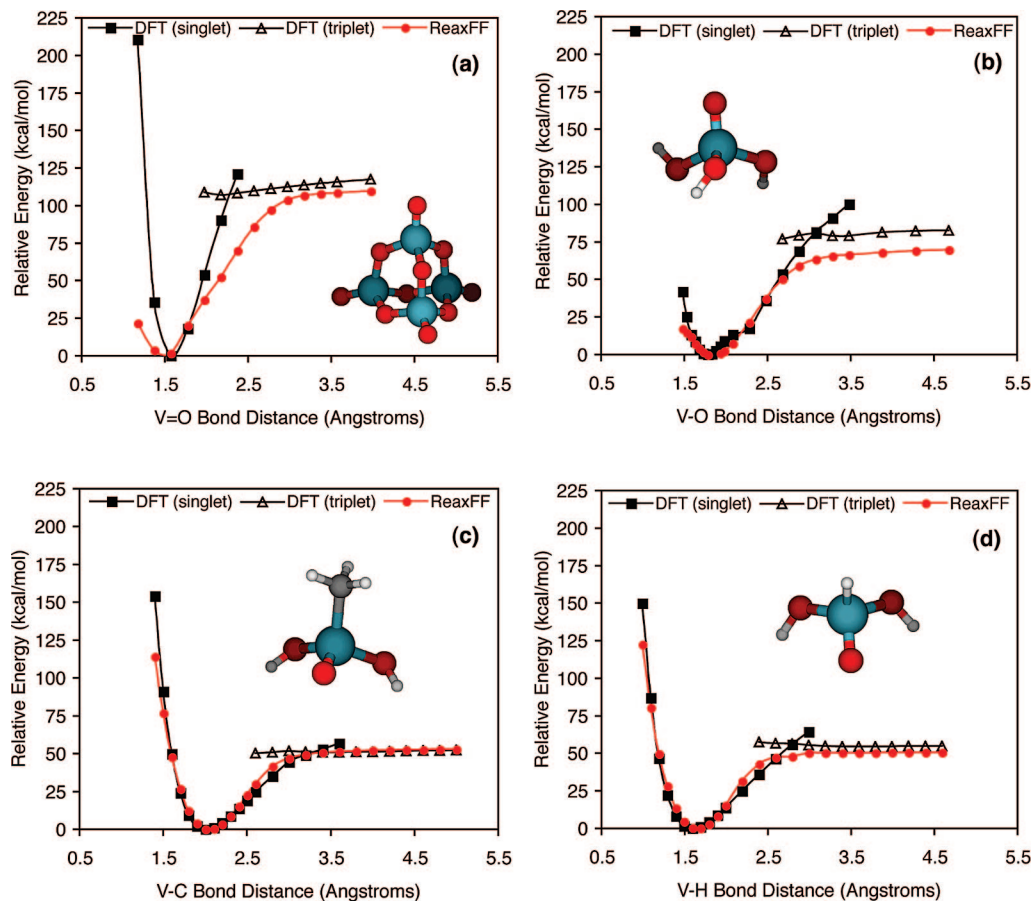 DFT (singlet) DFT (triplet) ReaxFF
(a)
Relative Energy (kcal/mol)
225
200
175
150
125
100
75
50
25
0
0.5 1.5 2.5 3.5 4.5 5.5
V=O Bond Distance (Angstroms)
DFT (singlet) DFT (triplet) ReaxFF
(b)
Relative Energy (kcal/mol)
225
200
175
150
125
100
75
50
25
0
0.5 1.5 2.5 3.5 4.5 5.5
V-O Bond Distance (Angstroms)
DFT (singlet) DFT (triplet) ReaxFF
(c)
Relative Energy (kcal/mol)
225
200
175
150
125
100
75
50
25
0
0.5 1.5 2.5 3.5 4.5 5.5
V-C Bond Distance (Angstroms)
DFT (singlet) DFT (triplet) ReaxFF
(d)
Relative Energy (kcal/mol)
225
200
175
150
125
100
75
50
25
0
0.5 1.5 2.5 3.5 4.5 5.5
V-H Bond Distance (Angstroms)